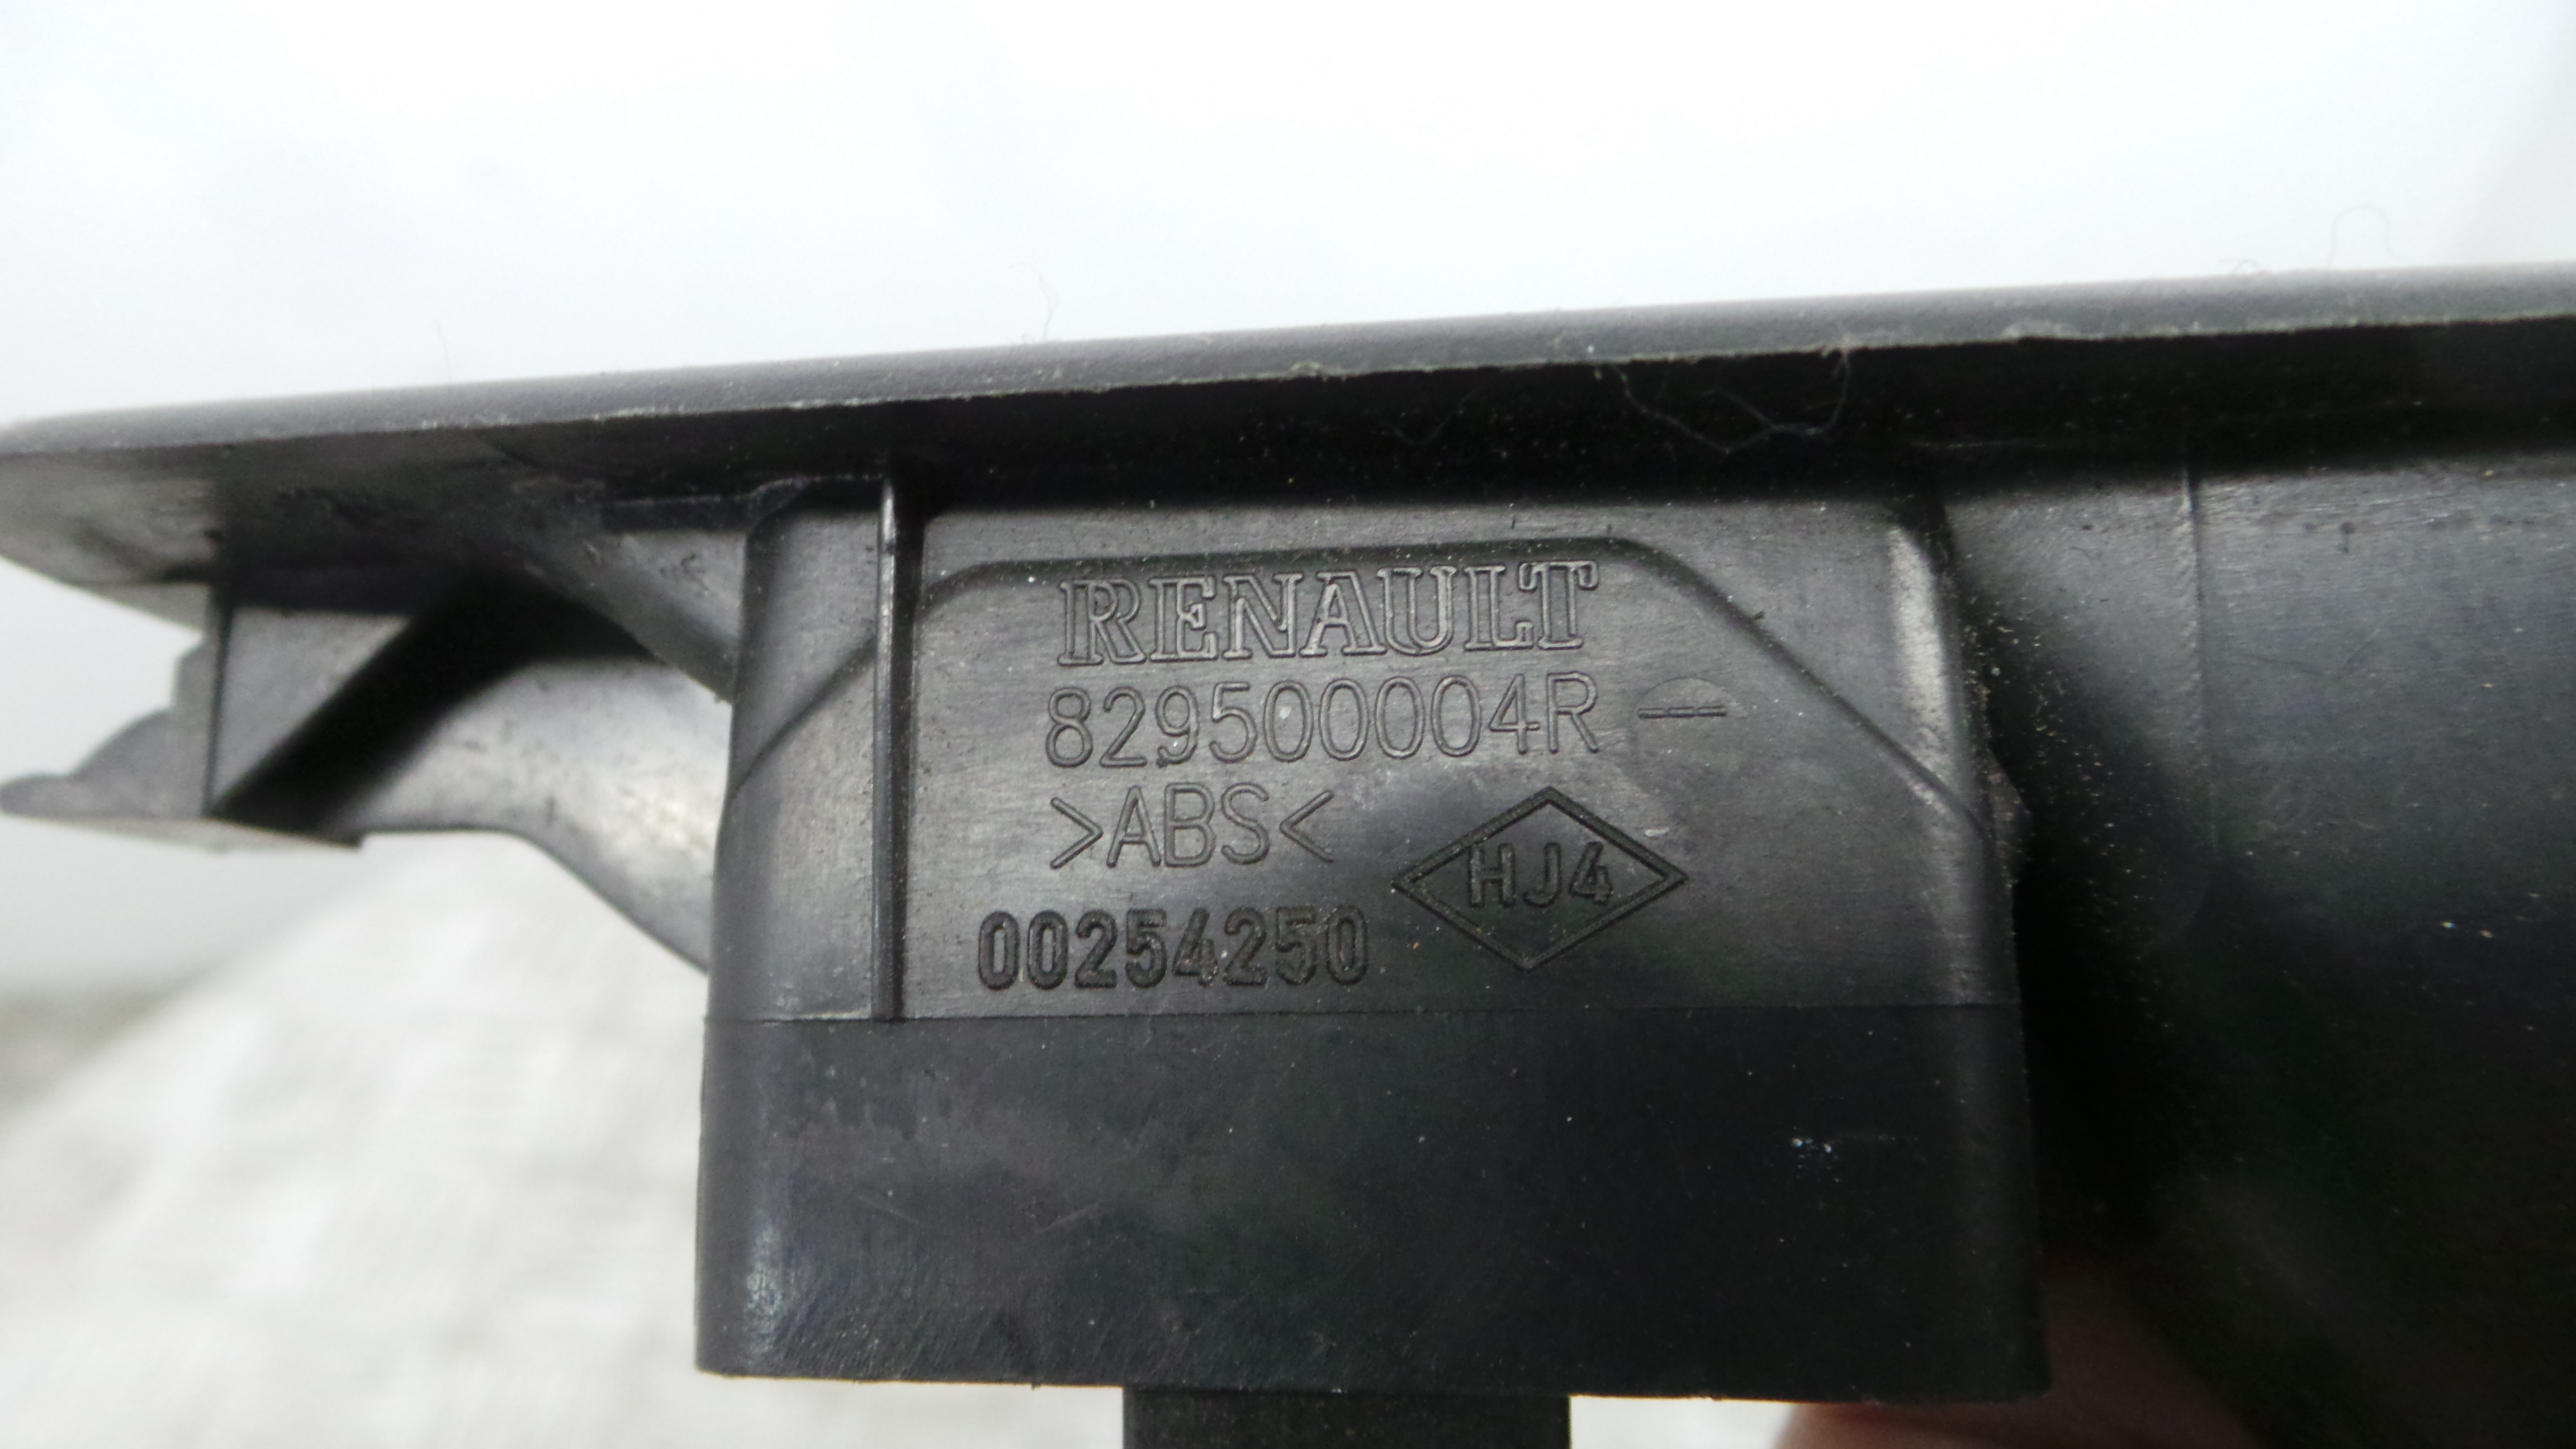 RENAULT
829500004R —
>ABS<
HJ4
00254250